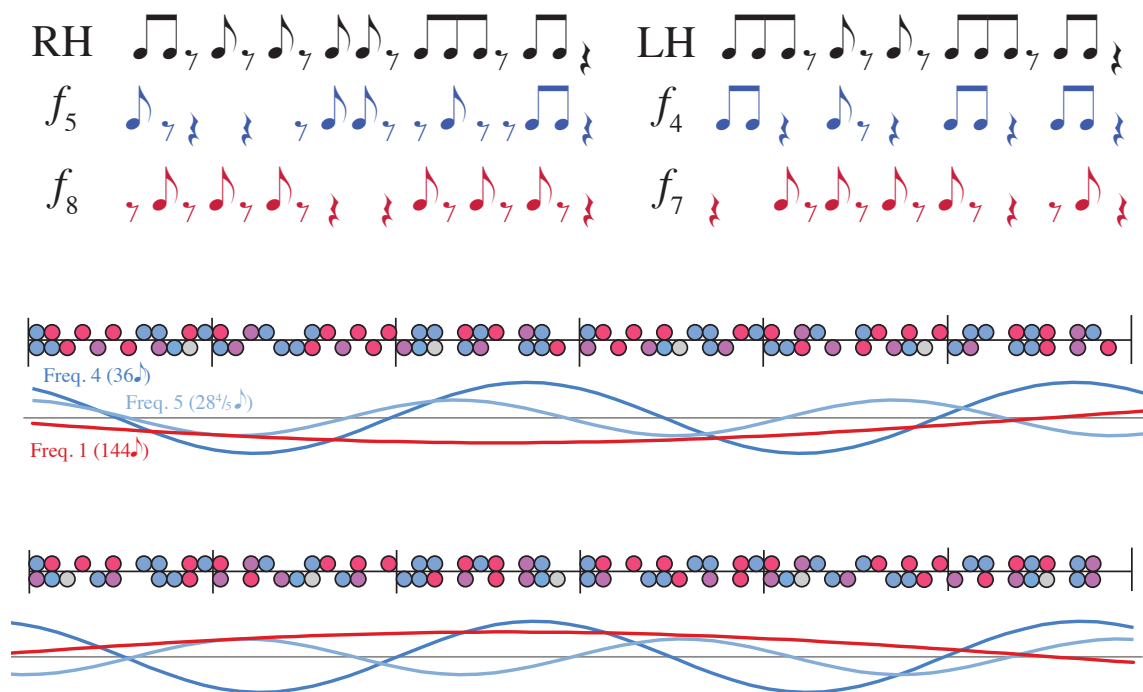 RH LH
f5 f4
f8 f7
Freq. 4 (36♪)
Freq. 5 (28⁴/₅♪)
Freq. 1 (144♪)